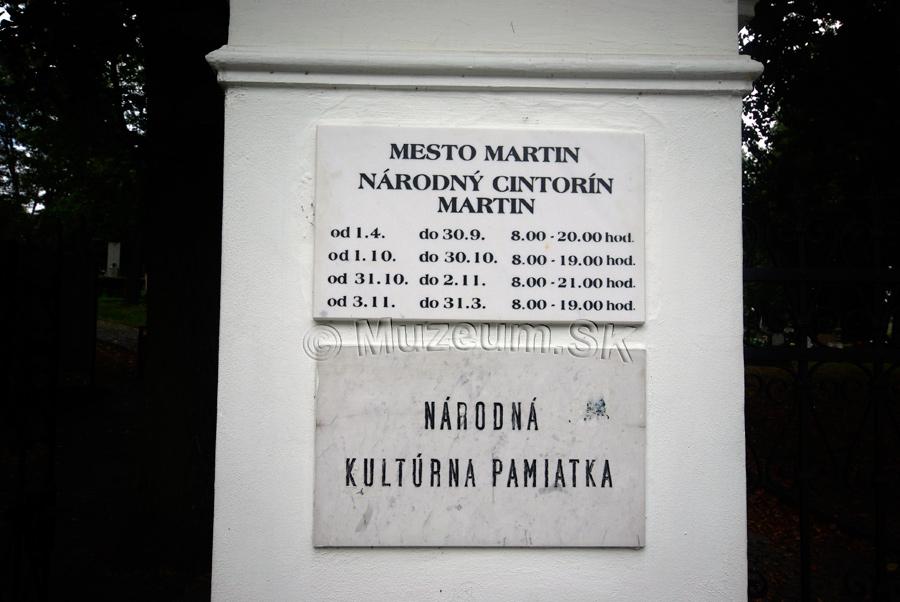 MESTO MARTIN
NÁRODNÝ CINTORÍN
MARTIN
od 1.4. do 30.9. 8.00 - 20.00 hod.
od 1.10. do 30.10. 8.00 - 19.00 hod.
od 31.10. do 2.11. 8.00 - 21.00 hod.
od 3.11. do 31.3. 8.00 - 19.00 hod.
© Muzeum.Sk
NÁRODNÁ
KULTÚRNA PAMIATKA